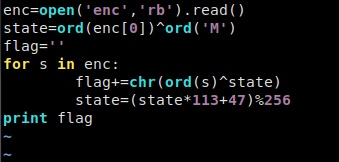 enc=open('enc','rb').read()
state=ord(enc[0])^ord('M')
flag=''
for s in enc:
        flag+=chr(ord(s)^state)
        state=(state*113+47)%256
print flag
~
~